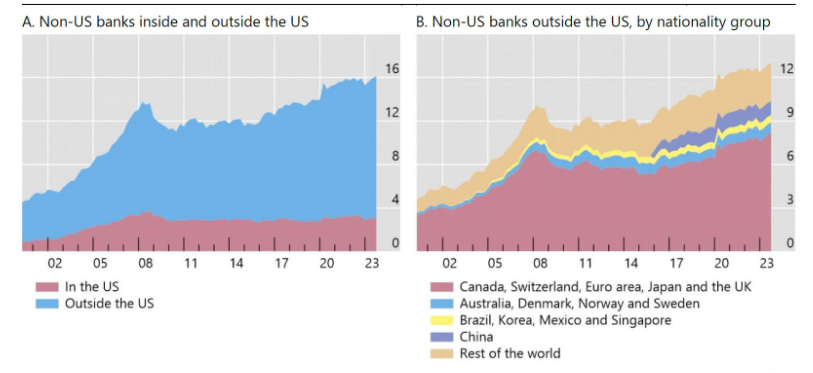 A. Non-US banks inside and outside the US
16
12
8
4
0
02 05 08 11 14 17 20 23
In the US
Outside the US
B. Non-US banks outside the US, by nationality group
12
9
6
3
0
02 05 08 11 14 17 20 23
Canada, Switzerland, Euro area, Japan and the UK
Australia, Denmark, Norway and Sweden
Brazil, Korea, Mexico and Singapore
China
Rest of the world